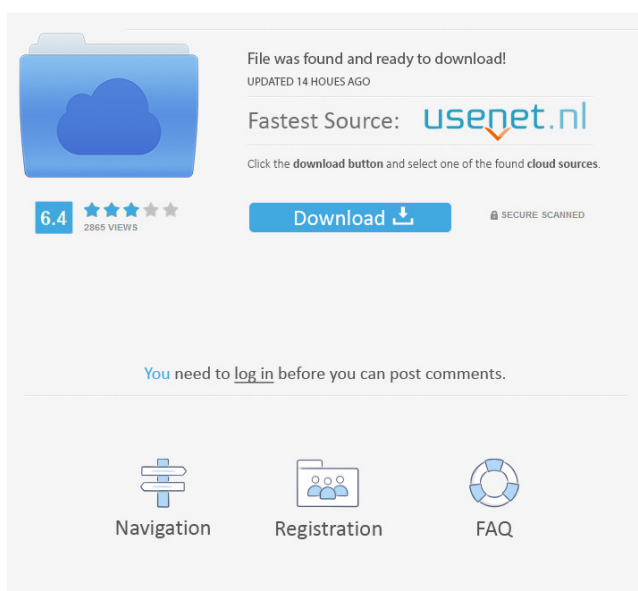 File was found and ready to download!
UPDATED 14 HOUES AGO
Fastest Source: usenet.nl
Click the download button and select one of the found cloud sources.
6.4
2865 VIEWS
Download
SECURE SCANNED
You need to log in before you can post comments.
Navigation Registration FAQ